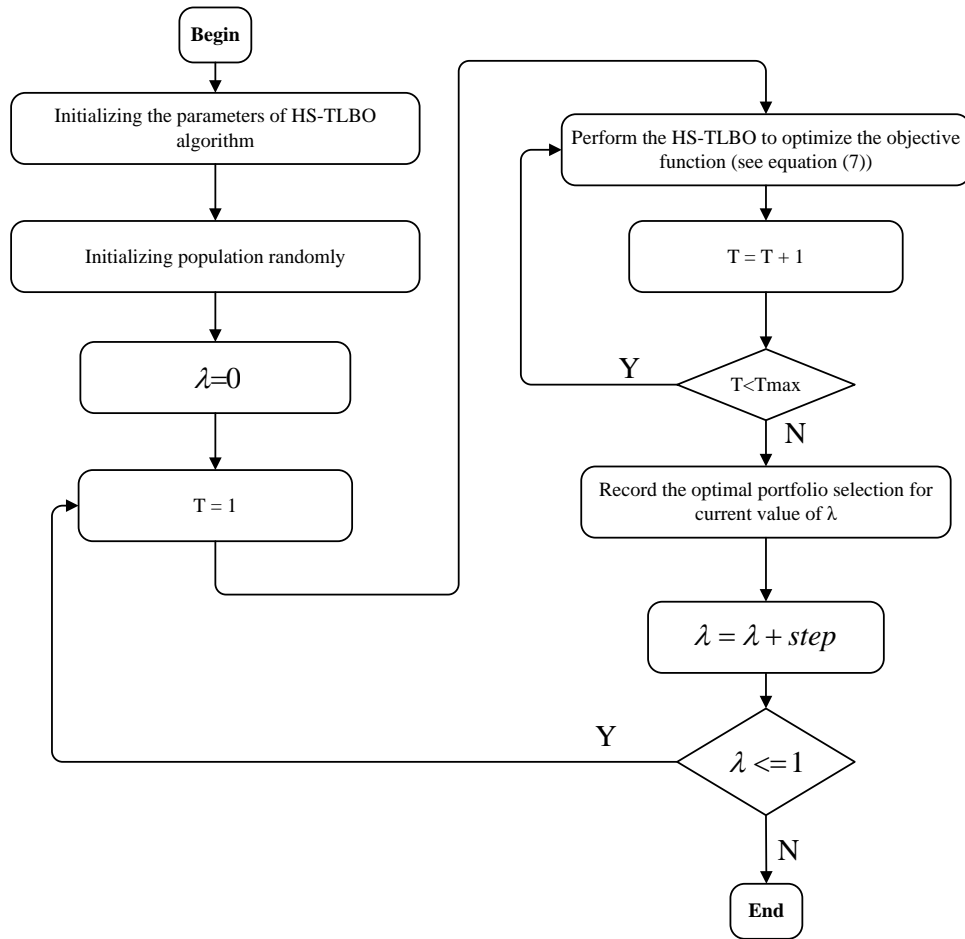 Begin
Initializing the parameters of HS-TLBO
algorithm
Initializing population randomly
λ=0
T = 1
Perform the HS-TLBO to optimize the objective
function (see equation (7))
T = T + 1
T<Tmax
Y
N
Record the optimal portfolio selection for
current value of λ
λ = λ + step
λ <= 1
Y
N
End